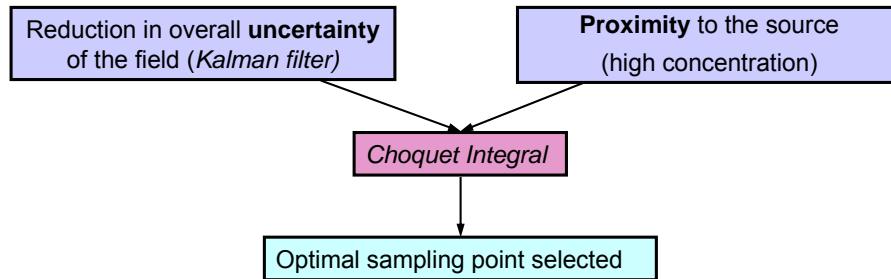 Reduction in overall uncertainty
of the field (Kalman filter)
Proximity to the source
(high concentration)
Choquet Integral
Optimal sampling point selected